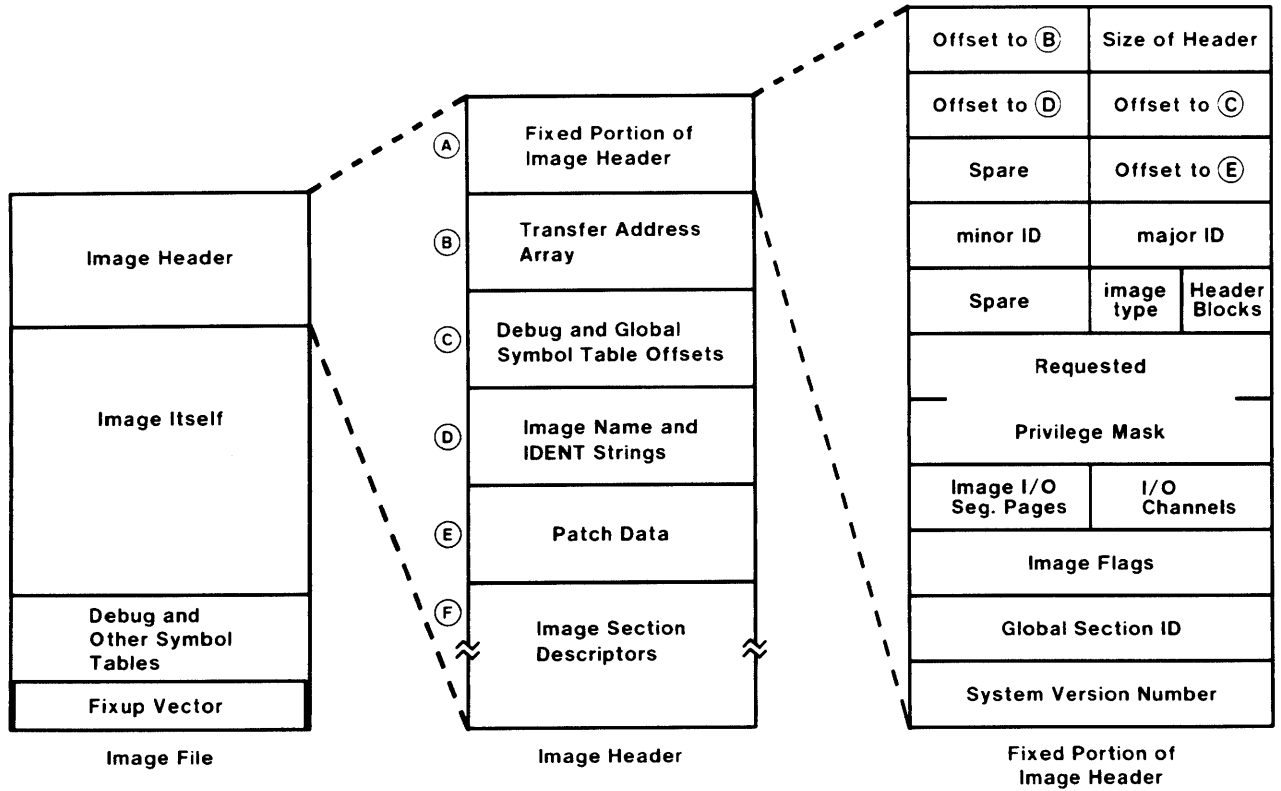 Image Header
Image Itself
Debug and
Other Symbol
Tables
Fixup Vector
Image File
A
Fixed Portion of
Image Header
B
Transfer Address
Array
C
Debug and Global
Symbol Table Offsets
D
Image Name and
IDENT Strings
E
Patch Data
F
Image Section
Descriptors
Image Header
Offset to B
Size of Header
Offset to D
Offset to C
Spare
Offset to E
minor ID
major ID
Spare
image
type
Header
Blocks
Requested
Privilege Mask
Image I/O
Seg. Pages
I/O
Channels
Image Flags
Global Section ID
System Version Number
Fixed Portion of
Image Header